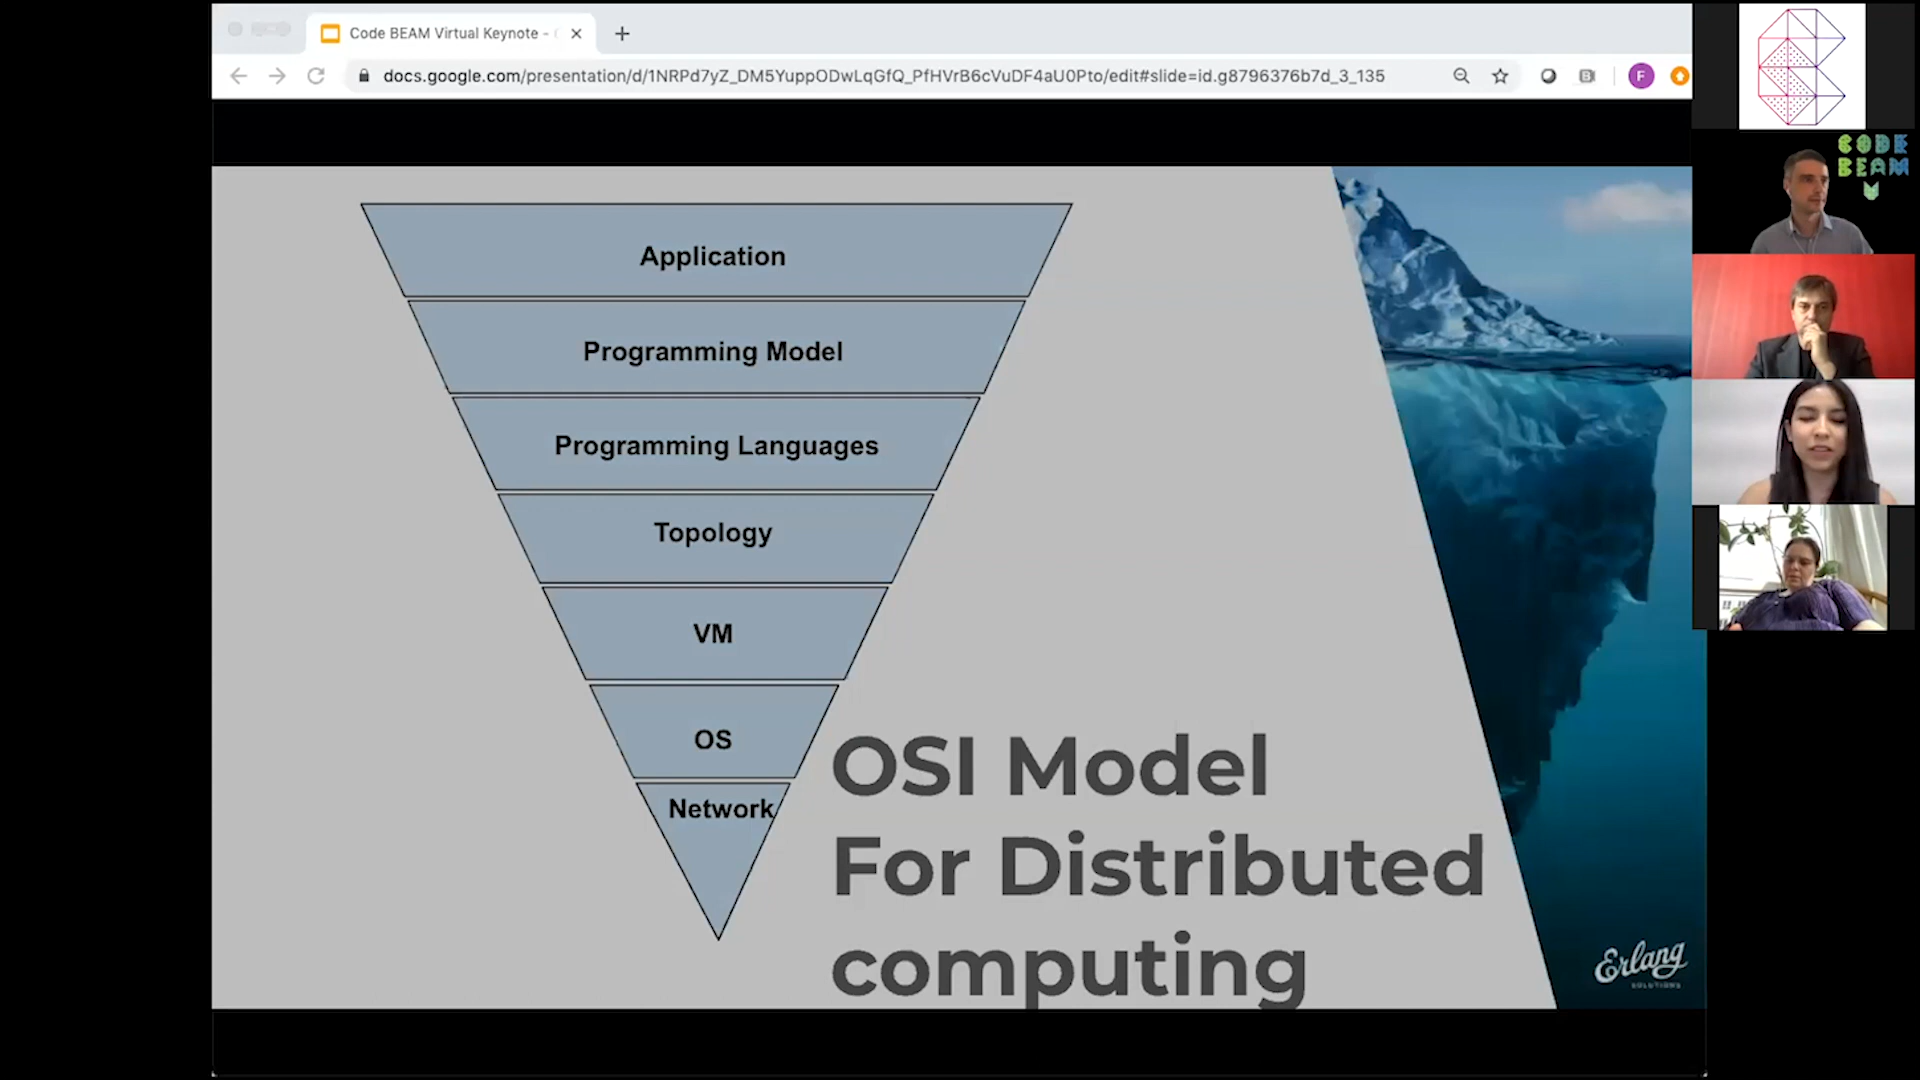 Code BEAM Virtual Keynote -
docs.google.com/presentation/d/1NRPd7yZ_DM5YuppODwLqGfQ_PfHVrB6cVuDF4aU0Pto/edit#slide=id.g8796376b7d_3_135
F
CODE
BEAM
Application
Programming Model
Programming Languages
Topology
VM
OS
Network
OSI Model
For Distributed
computing
Erlang
SOLUTIONS